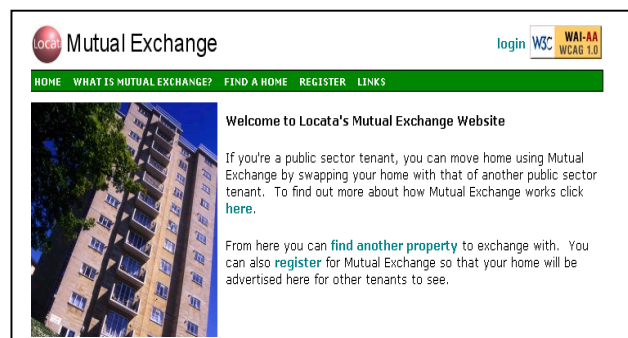 Locat Mutual Exchange
login W3C WAI-AA WCAG 1.0
HOME WHAT IS MUTUAL EXCHANGE? FIND A HOME REGISTER LINKS
Welcome to Locata's Mutual Exchange Website
If you're a public sector tenant, you can move home using Mutual
Exchange by swapping your home with that of another public sector
tenant. To find out more about how Mutual Exchange works click
here.
From here you can find another property to exchange with. You
can also register for Mutual Exchange so that your home will be
advertised here for other tenants to see.